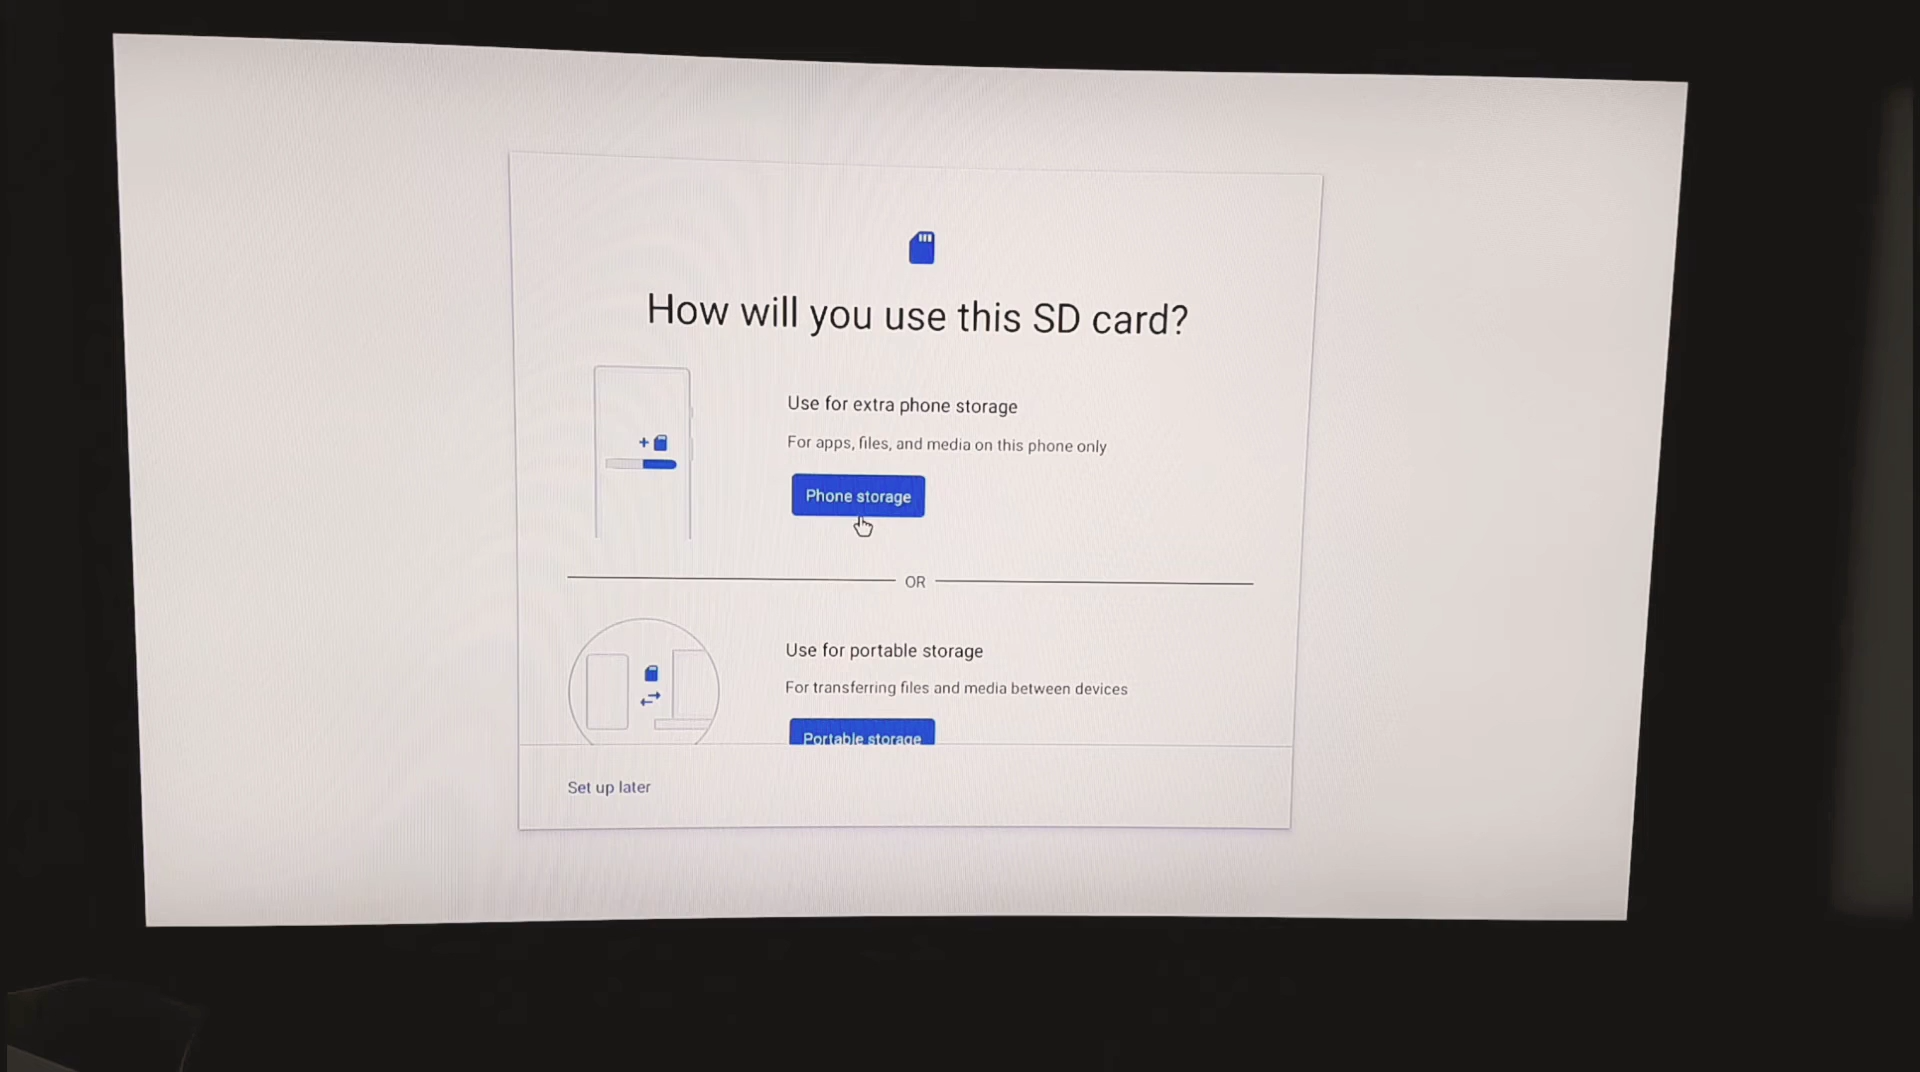 How will you use this SD card?
Use for extra phone storage
For apps, files, and media on this phone only
Phone storage
OR
Use for portable storage
For transferring files and media between devices
Portable storage
Set up later